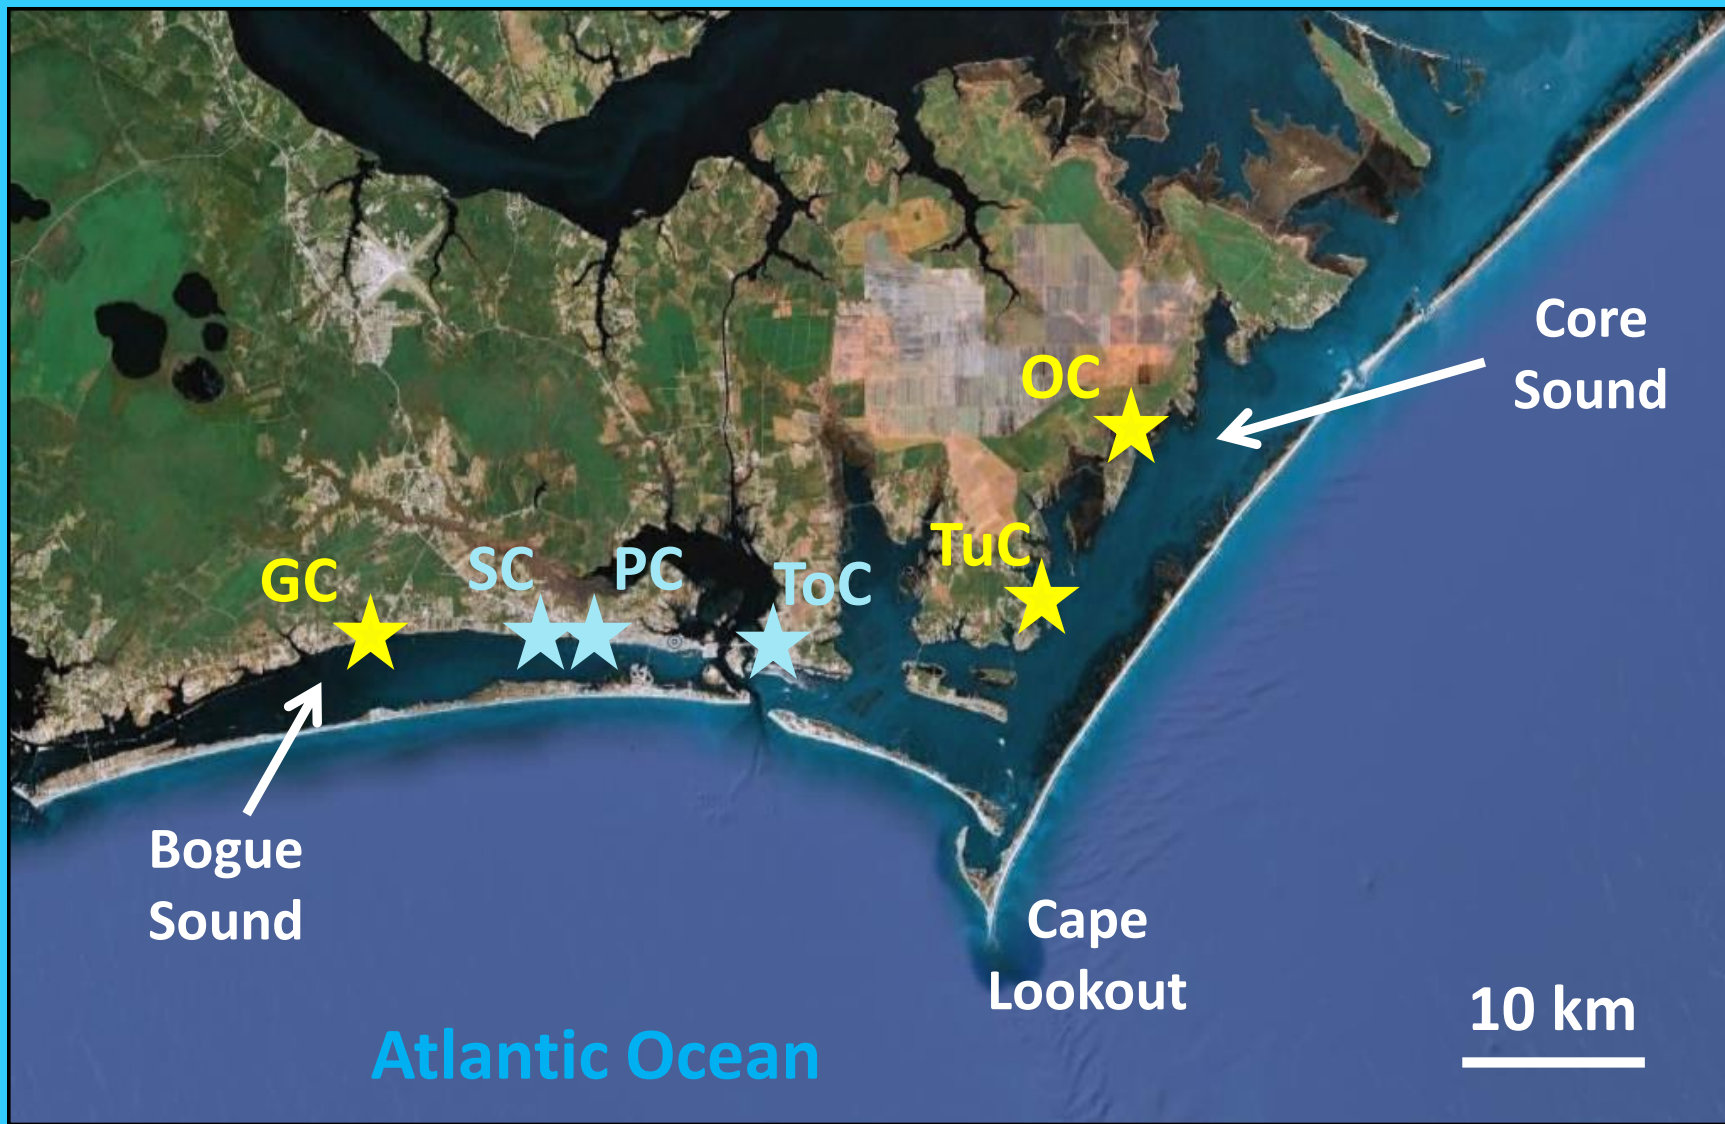 Core
Sound
OC
TuC
GC
SC
PC
ToC
Bogue
Sound
Cape
Lookout
10 km
Atlantic Ocean